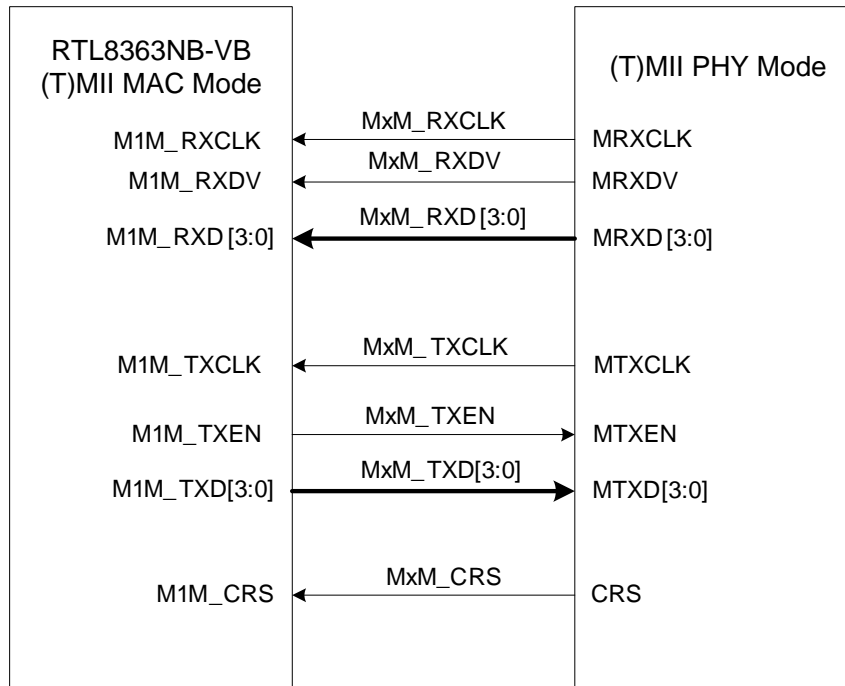 RTL8363NB-VB
(T)MII MAC Mode
(T)MII PHY Mode
M1M_RXCLK
MxM_RXCLK
MRXCLK
M1M_RXDV
MxM_RXDV
MRXDV
M1M_RXD[3:0]
MxM_RXD[3:0]
MRXD[3:0]
M1M_TXCLK
MxM_TXCLK
MTXCLK
M1M_TXEN
MxM_TXEN
MTXEN
M1M_TXD[3:0]
MxM_TXD[3:0]
MTXD[3:0]
M1M_CRS
MxM_CRS
CRS